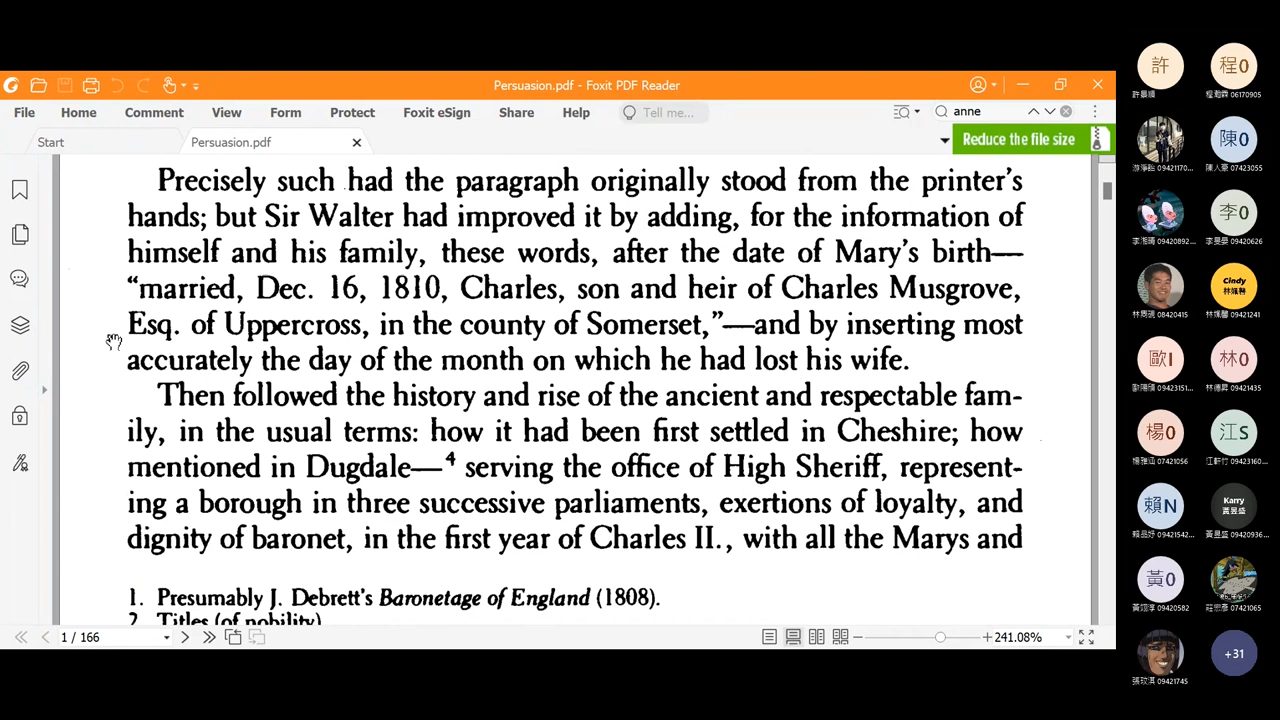 Persuasion.pdf - Foxit PDF Reader
File Home Comment View Form Protect Foxit eSign Share Help Tell me... anne
Start Persuasion.pdf Reduce the file size
Precisely such had the paragraph originally stood from the printer's
hands; but Sir Walter had improved it by adding, for the information of
himself and his family, these words, after the date of Mary's birth—
“married, Dec. 16, 1810, Charles, son and heir of Charles Musgrove,
Esq. of Uppercross, in the county of Somerset,”—and by inserting most
accurately the day of the month on which he had lost his wife.
Then followed the history and rise of the ancient and respectable fam-
ily, in the usual terms: how it had been first settled in Cheshire; how
mentioned in Dugdale—4 serving the office of High Sheriff, represent-
ing a borough in three successive parliaments, exertions of loyalty, and
dignity of baronet, in the first year of Charles II., with all the Marys and
1. Presumably J. Debrett's Baronetage of England (1808).
2. Titles (of nobility)
1 / 166 241.08%
許 程0
陳0
李0
Cindy
歐I 林0
楊0 江S
賴N Karry
黃0
+31